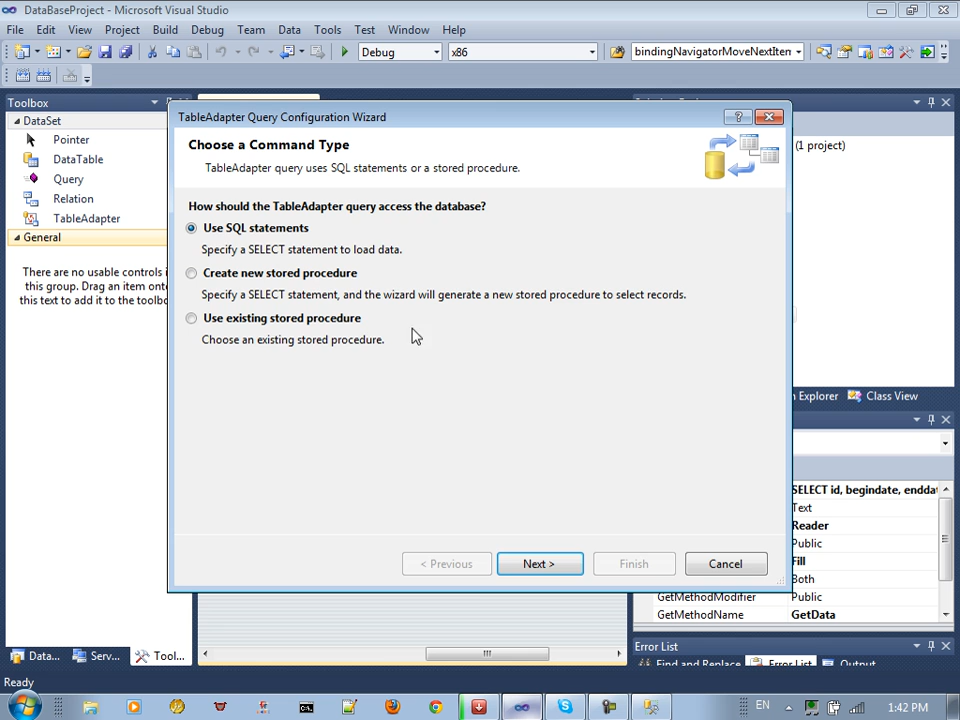 DataBaseProject - Microsoft Visual Studio
File Edit View Project Build Debug Team Data Tools Test Window Help
Debug x86 bindingNavigatorMoveNextItem
Toolbox
DataSet
Pointer
DataTable
Query
Relation
TableAdapter
General
There are no usable controls i
this group. Drag an item onto
this text to add it to the toolbo
TableAdapter Query Configuration Wizard
?
Choose a Command Type
TableAdapter query uses SQL statements or a stored procedure.
How should the TableAdapter query access the database?
Use SQL statements
Specify a SELECT statement to load data.
Create new stored procedure
Specify a SELECT statement, and the wizard will generate a new stored procedure to select records.
Use existing stored procedure
Choose an existing stored procedure.
< Previous Next > Finish Cancel
(1 project)
Explorer Class View
SELECT id, begindate, enddat
Text
Reader
Public
Fill
Both
GetMethodModifier Public
GetMethodName GetData
Data... Serv... Tool...
Error List
Find and Replace Error List Output
Ready
EN 1:42 PM